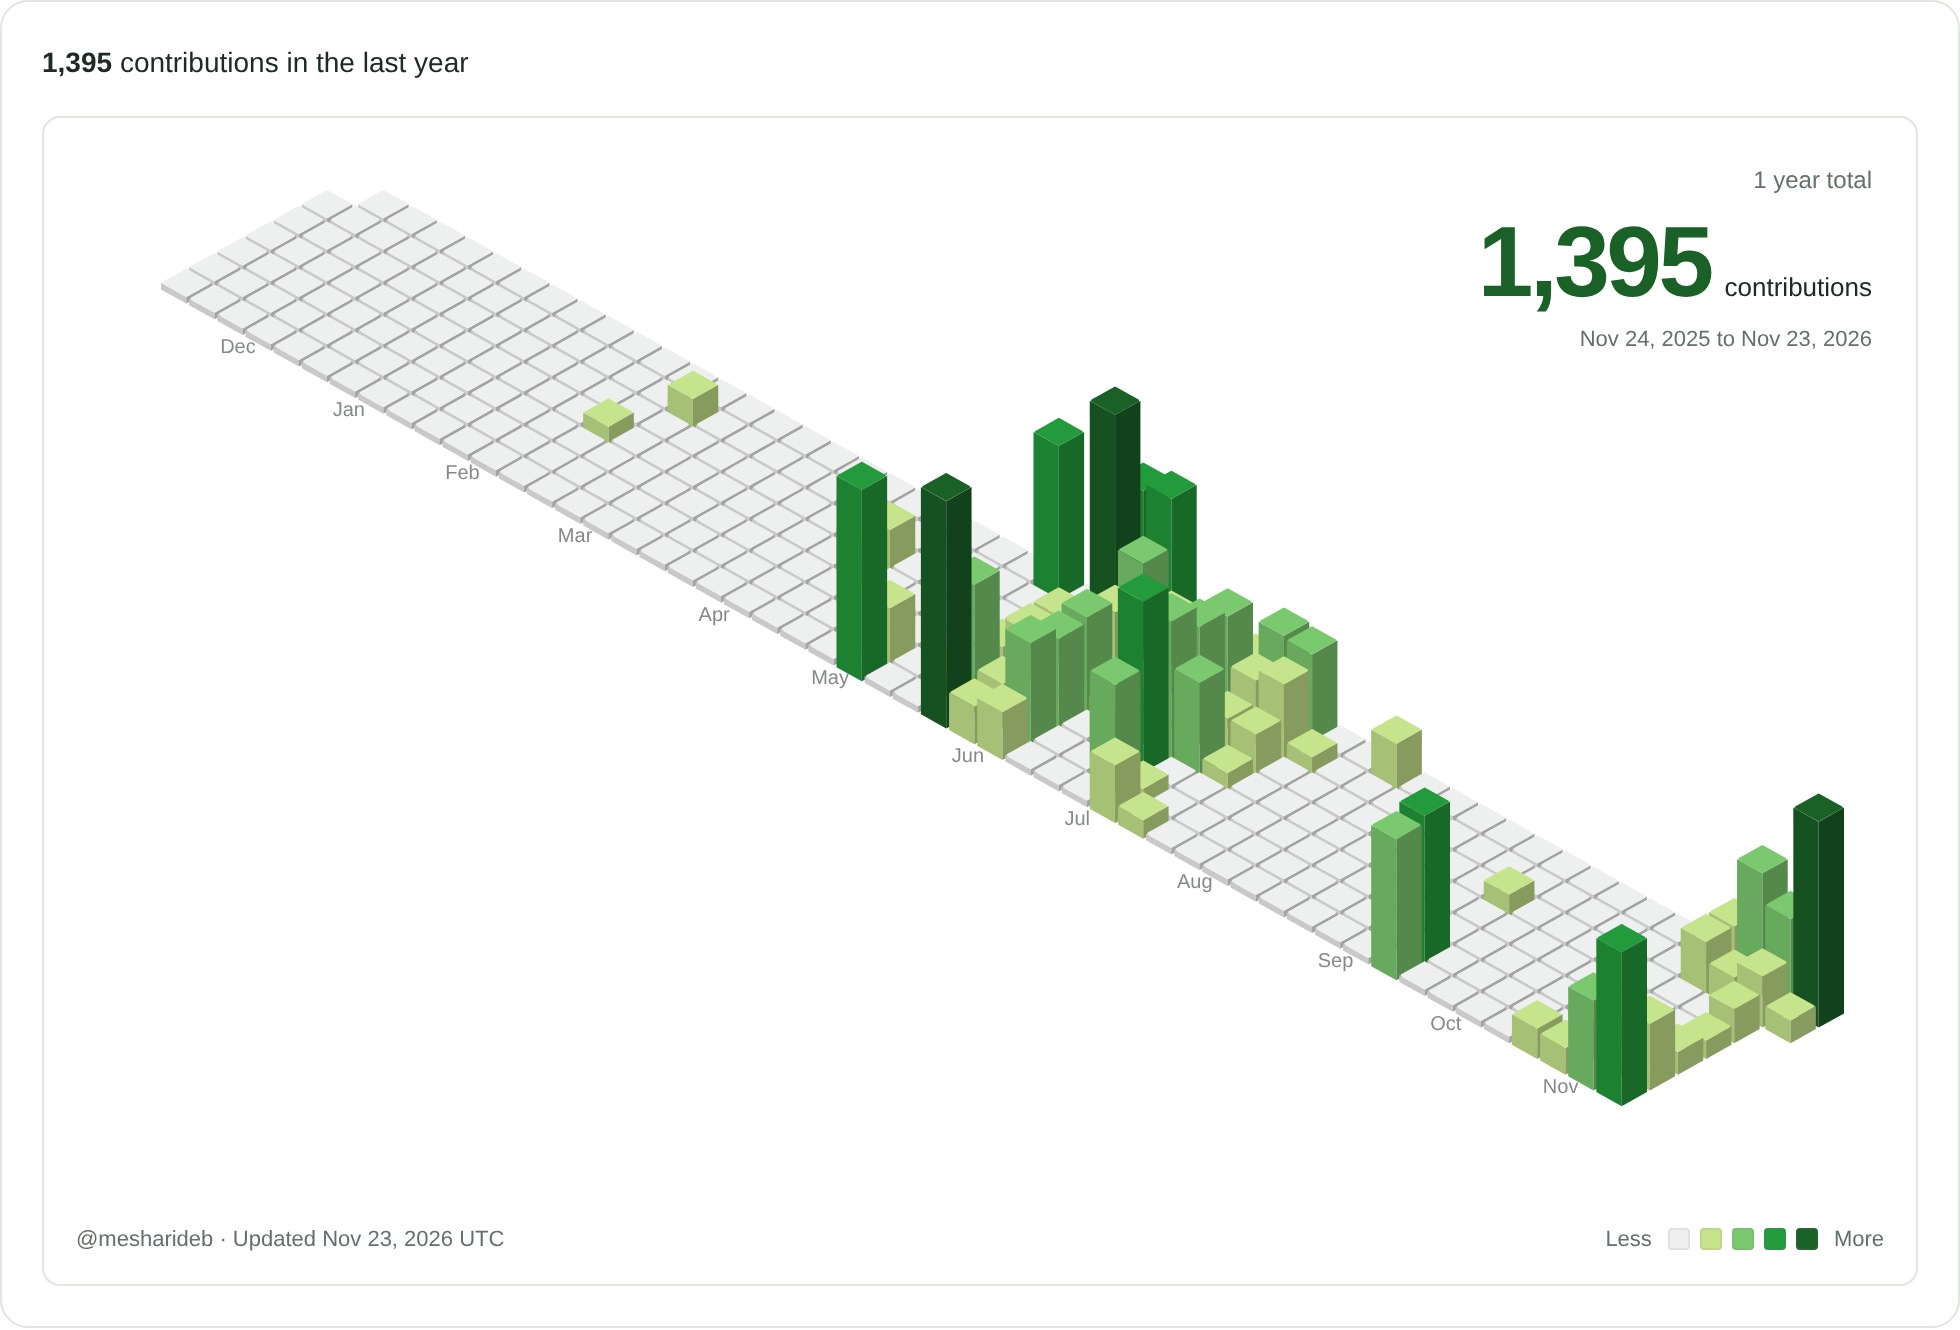 1,395 contributions in the last year
1 year total
1,395 contributions
Nov 24, 2025 to Nov 23, 2026
Dec
Jan
Feb
Mar
Apr
May
Jun
Jul
Aug
Sep
Oct
Nov
@mesharideb · Updated Nov 23, 2026 UTC
Less More